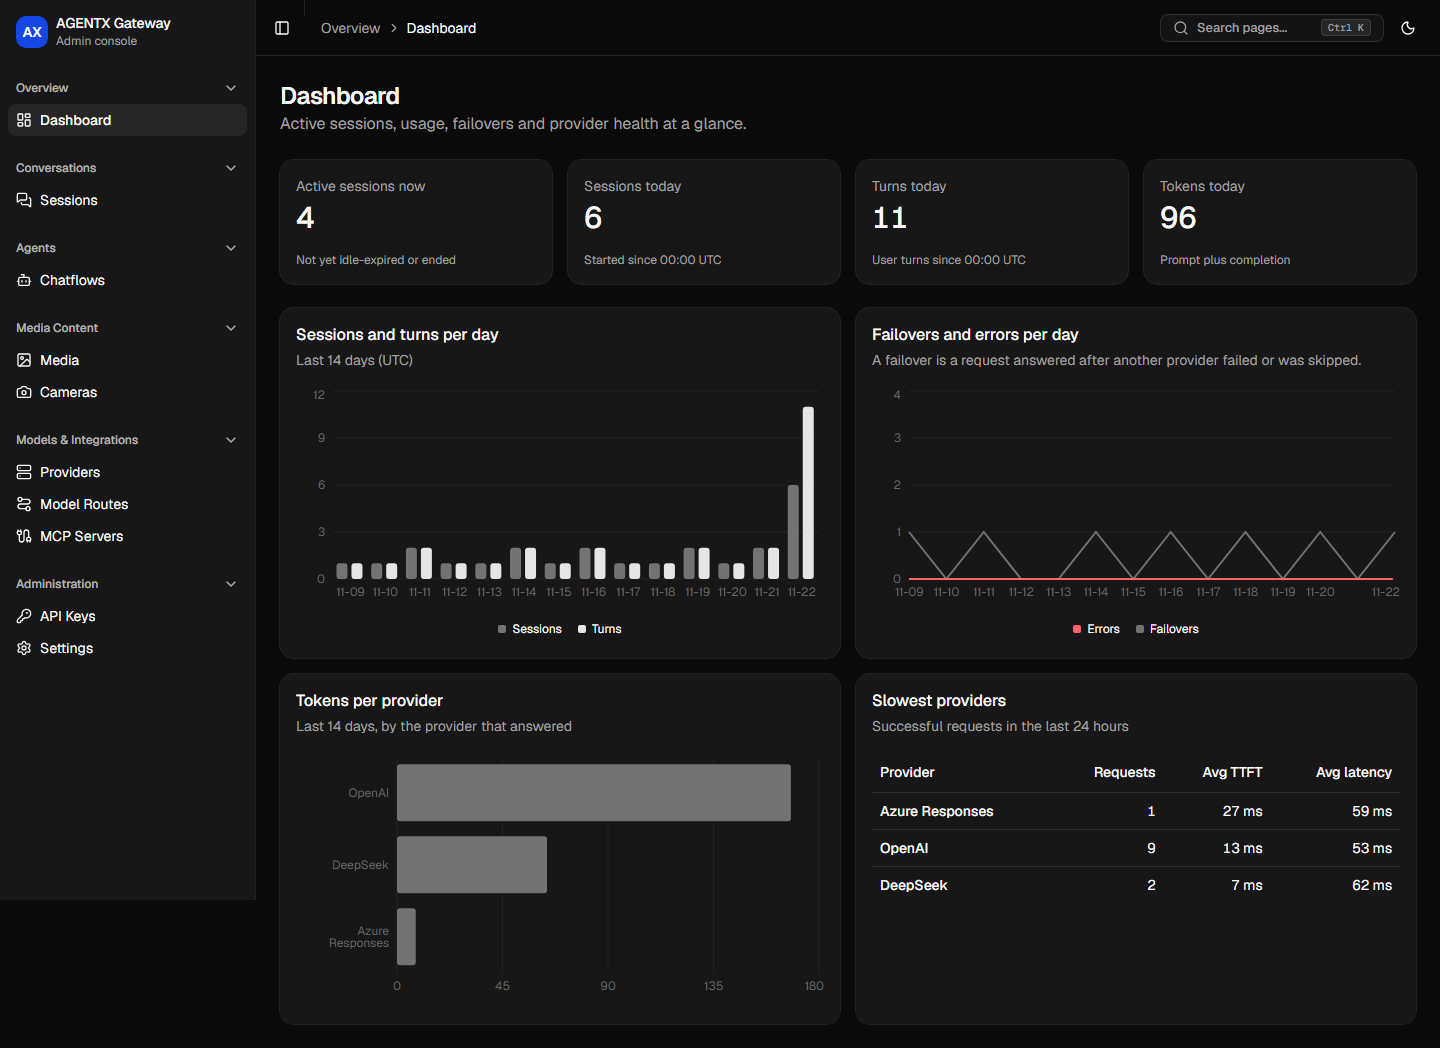 AX
AGENTX Gateway
Admin console
Overview
Dashboard
Conversations
Sessions
Agents
Chatflows
Media Content
Media
Cameras
Models & Integrations
Providers
Model Routes
MCP Servers
Administration
API Keys
Settings
Overview > Dashboard
Search pages... Ctrl K
Dashboard
Active sessions, usage, failovers and provider health at a glance.
Active sessions now
4
Not yet idle-expired or ended
Sessions today
6
Started since 00:00 UTC
Turns today
11
User turns since 00:00 UTC
Tokens today
96
Prompt plus completion
Sessions and turns per day
Last 14 days (UTC)
12
9
6
3
0
11-09 11-10 11-11 11-12 11-13 11-14 11-15 11-16 11-17 11-18 11-19 11-20 11-21 11-22
Sessions Turns
Failovers and errors per day
A failover is a request answered after another provider failed or was skipped.
4
3
2
1
0
11-09 11-10 11-11 11-12 11-13 11-14 11-15 11-16 11-17 11-18 11-19 11-20 11-22
Errors Failovers
Tokens per provider
Last 14 days, by the provider that answered
OpenAI
DeepSeek
Azure
Responses
0 45 90 135 180
Slowest providers
Successful requests in the last 24 hours
Provider Requests Avg TTFT Avg latency
Azure Responses 1 27 ms 59 ms
OpenAI 9 13 ms 53 ms
DeepSeek 2 7 ms 62 ms